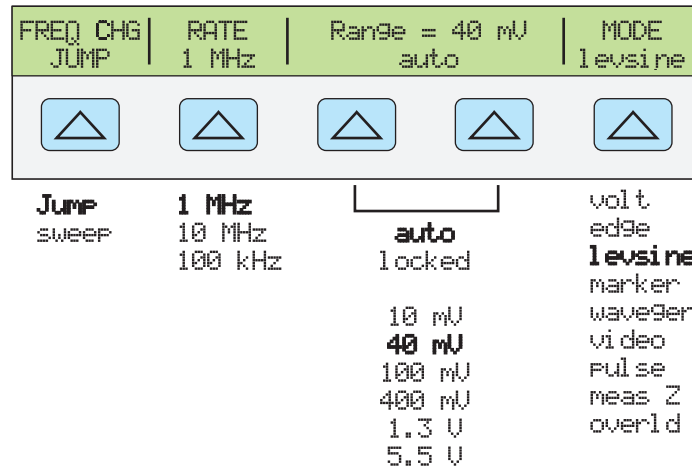 FREQ CHG RATE Range = 40 mV MODE
JUMP 1 MHz auto levsine
Jump
sweep
1 MHz
10 MHz
100 kHz
auto
locked
10 mV
40 mV
100 mV
400 mV
1.3 V
5.5 V
volt
edge
levsine
marker
wavegen
video
pulse
meas Z
overld